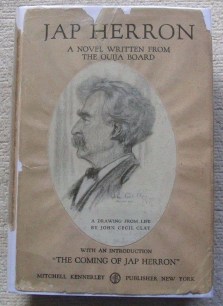 JAP HERRON
A NOVEL WRITTEN FROM
THE OUIJA BOARD
A DRAWING FROM LIFE
BY JOHN CECIL CLAY
WITH AN INTRODUCTION
"THE COMING OF JAP HERRON"
MITCHELL KENNERLEY PUBLISHER NEW YORK